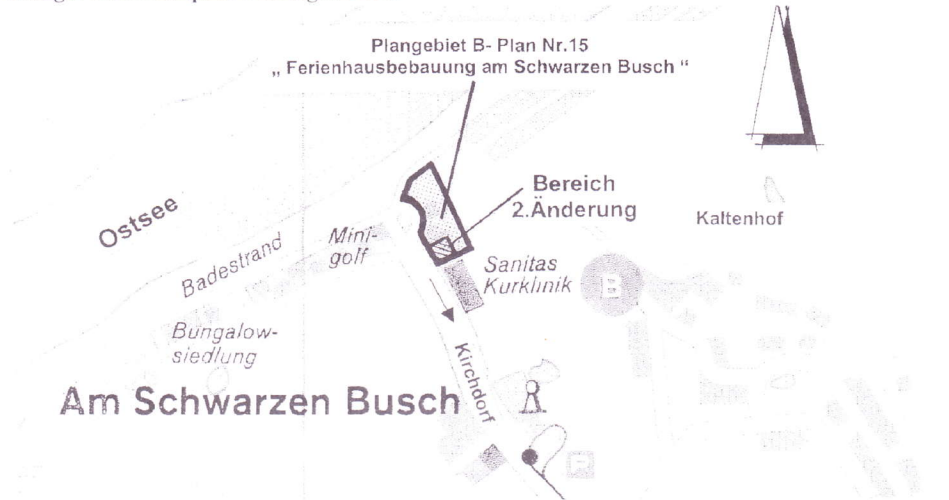 Plangebiet B- Plan Nr.15
„ Ferienhausbebauung am Schwarzen Busch “
Bereich
2.Änderung
Kaltenhof
Ostsee
Badestrand
Mini-
golf
Sanitas
Kurklinik
B
Bungalow-
siedlung
Kirchdorf
Am Schwarzen Busch
P